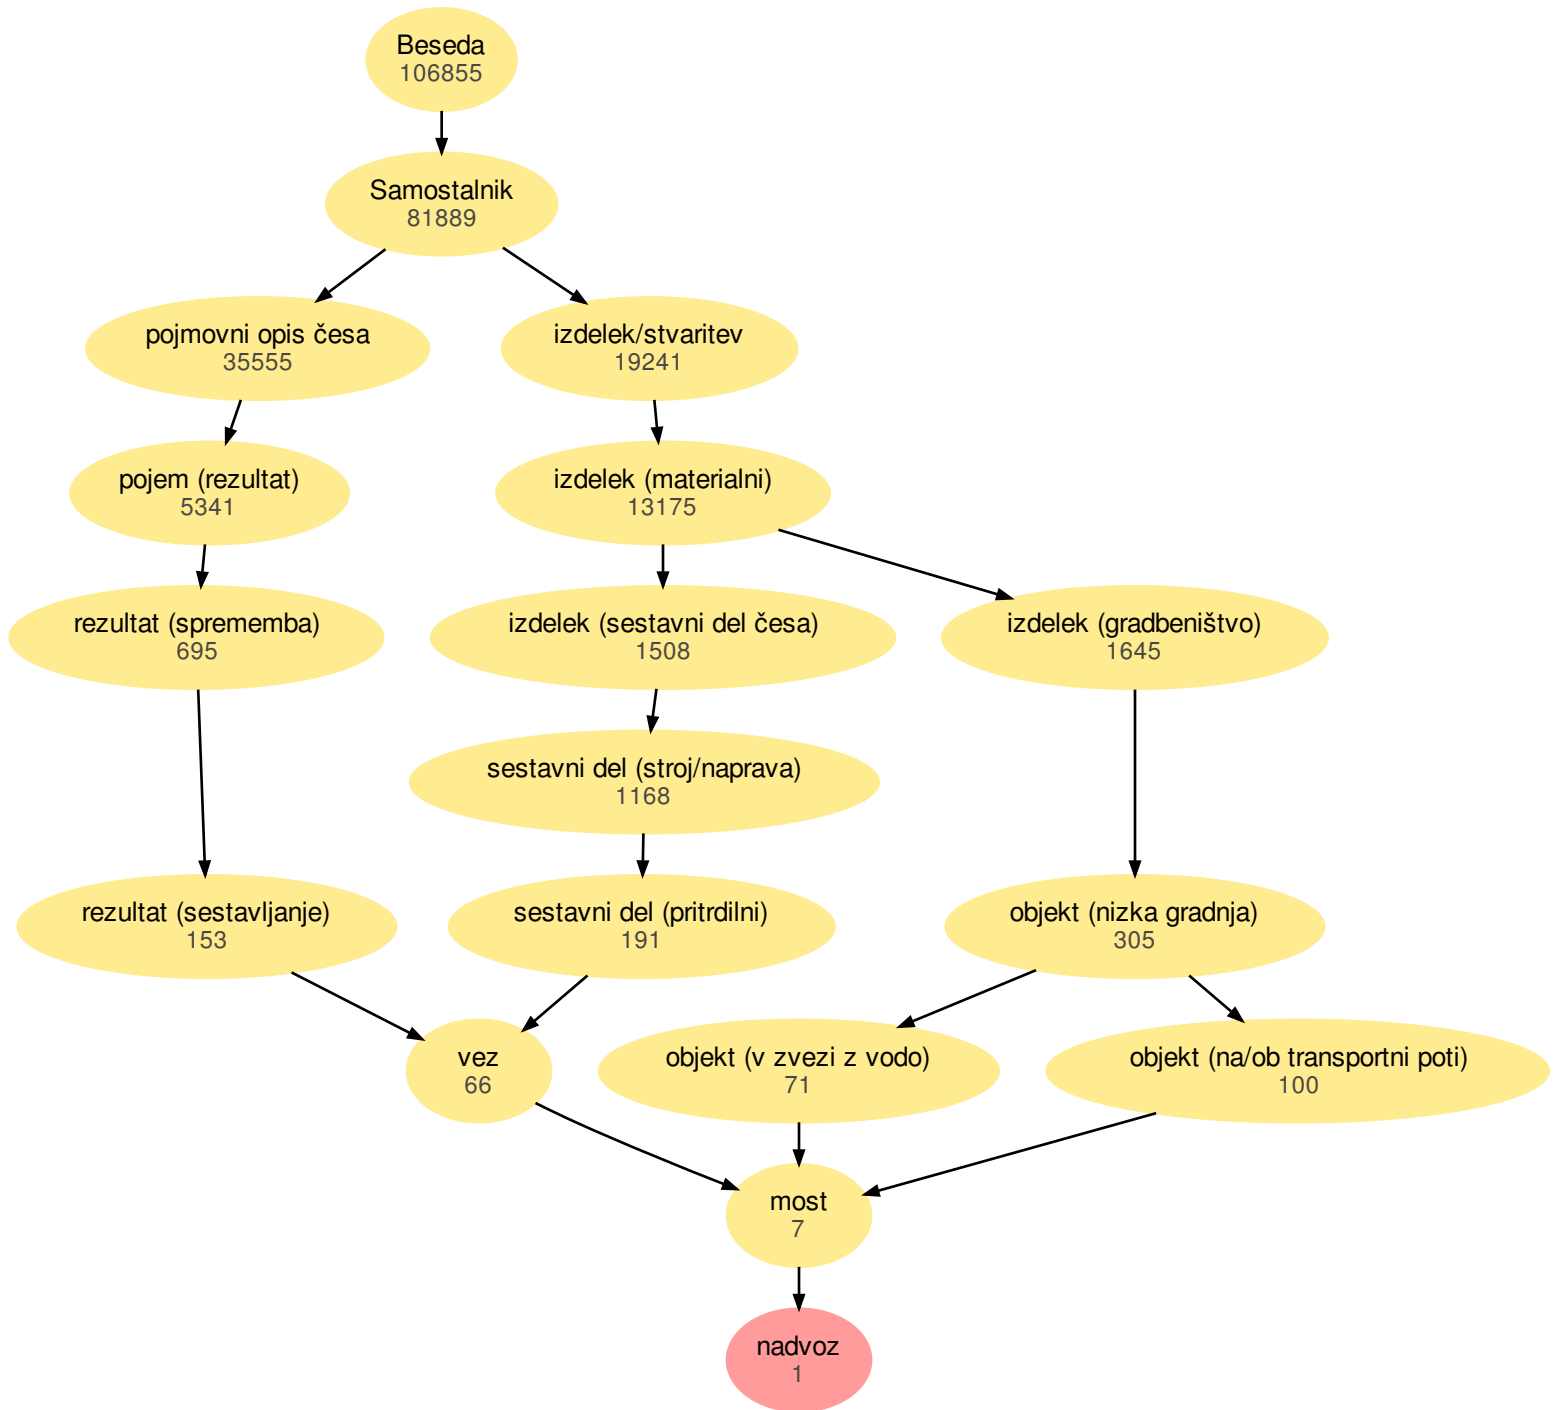 Beseda
106855
Samostalnik
81889
pojmovni opis česa
35555
izdelek/stvaritev
19241
pojem (rezultat)
5341
izdelek (materialni)
13175
rezultat (sprememba)
695
izdelek (sestavni del česa)
1508
izdelek (gradbeništvo)
1645
sestavni del (stroj/naprava)
1168
rezultat (sestavljanje)
153
sestavni del (pritrdilni)
191
objekt (nizka gradnja)
305
vez
66
objekt (v zvezi z vodo)
71
objekt (na/ob transportni poti)
100
most
7
nadvoz
1